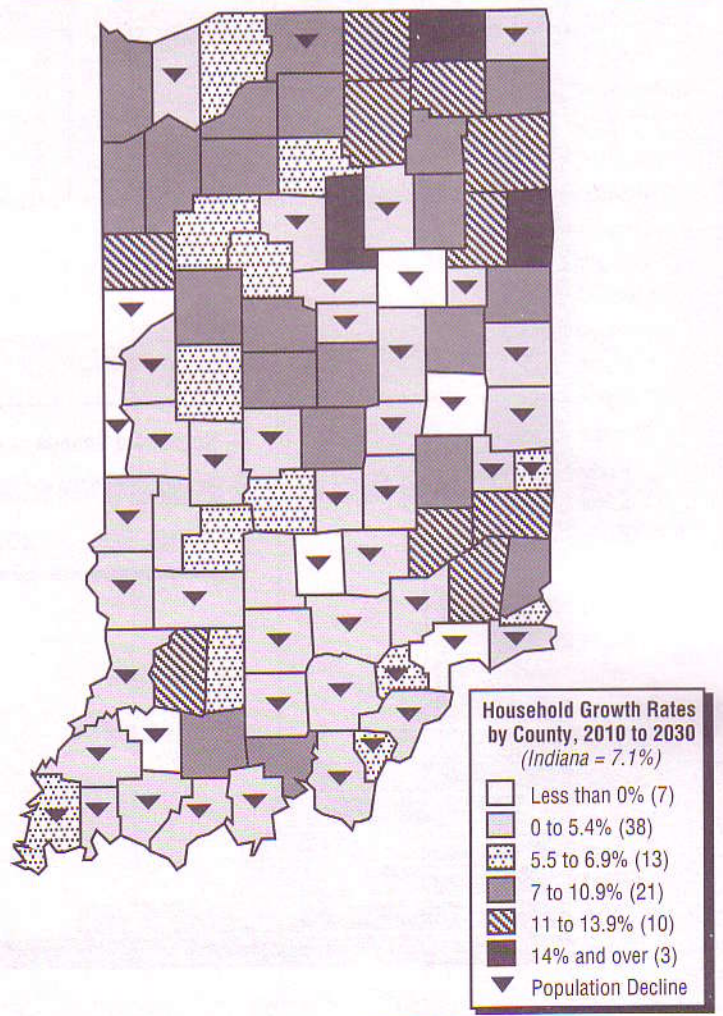 Household Growth Rates
by County, 2010 to 2030
(Indiana = 7.1%)
Less than 0% (7)
0 to 5.4% (38)
5.5 to 6.9% (13)
7 to 10.9% (21)
11 to 13.9% (10)
14% and over (3)
Population Decline